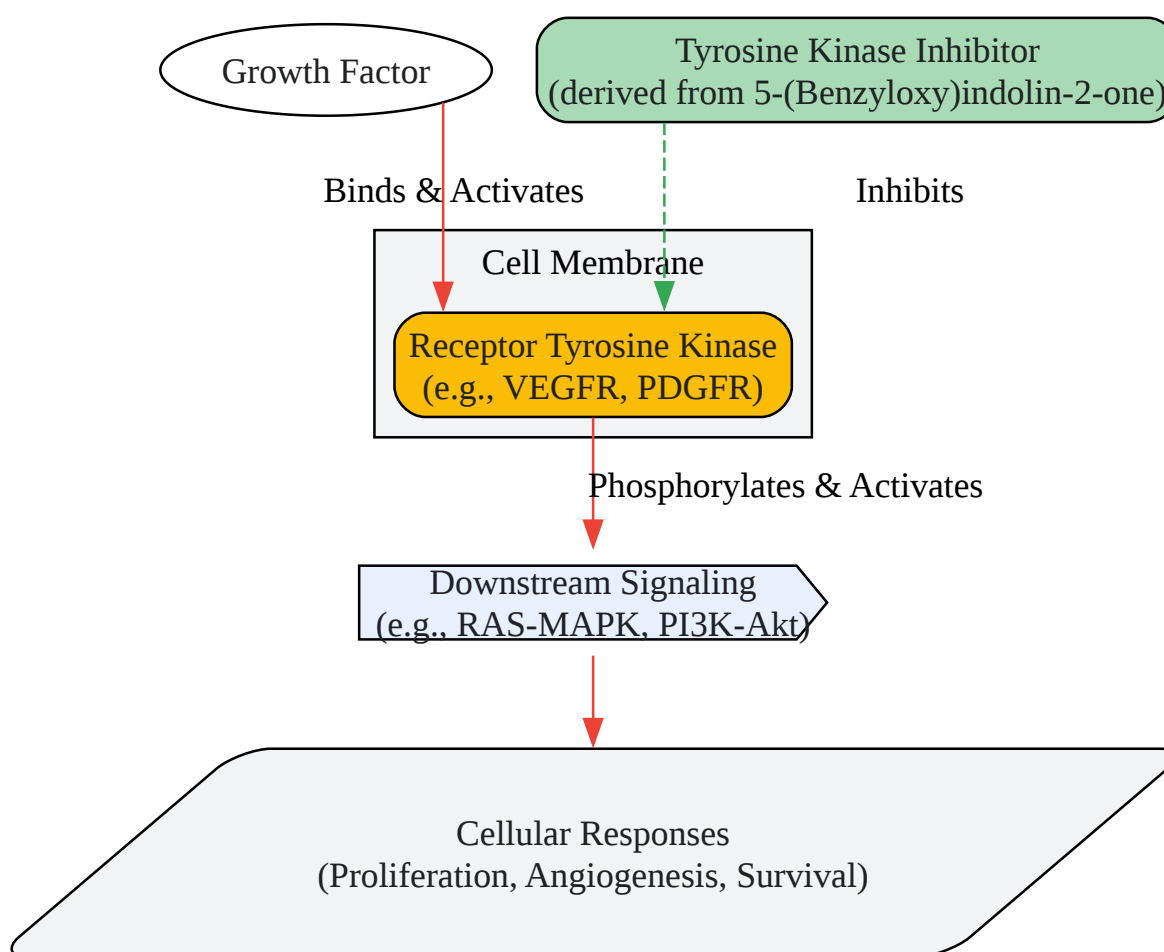 Growth Factor
Tyrosine Kinase Inhibitor
(derived from 5-(Benzyloxy)indolin-2-one)
Binds & Activates
Inhibits
Cell Membrane
Receptor Tyrosine Kinase
(e.g., VEGFR, PDGFR)
Phosphorylates & Activates
Downstream Signaling
(e.g., RAS-MAPK, PI3K-Akt)
Cellular Responses
(Proliferation, Angiogenesis, Survival)